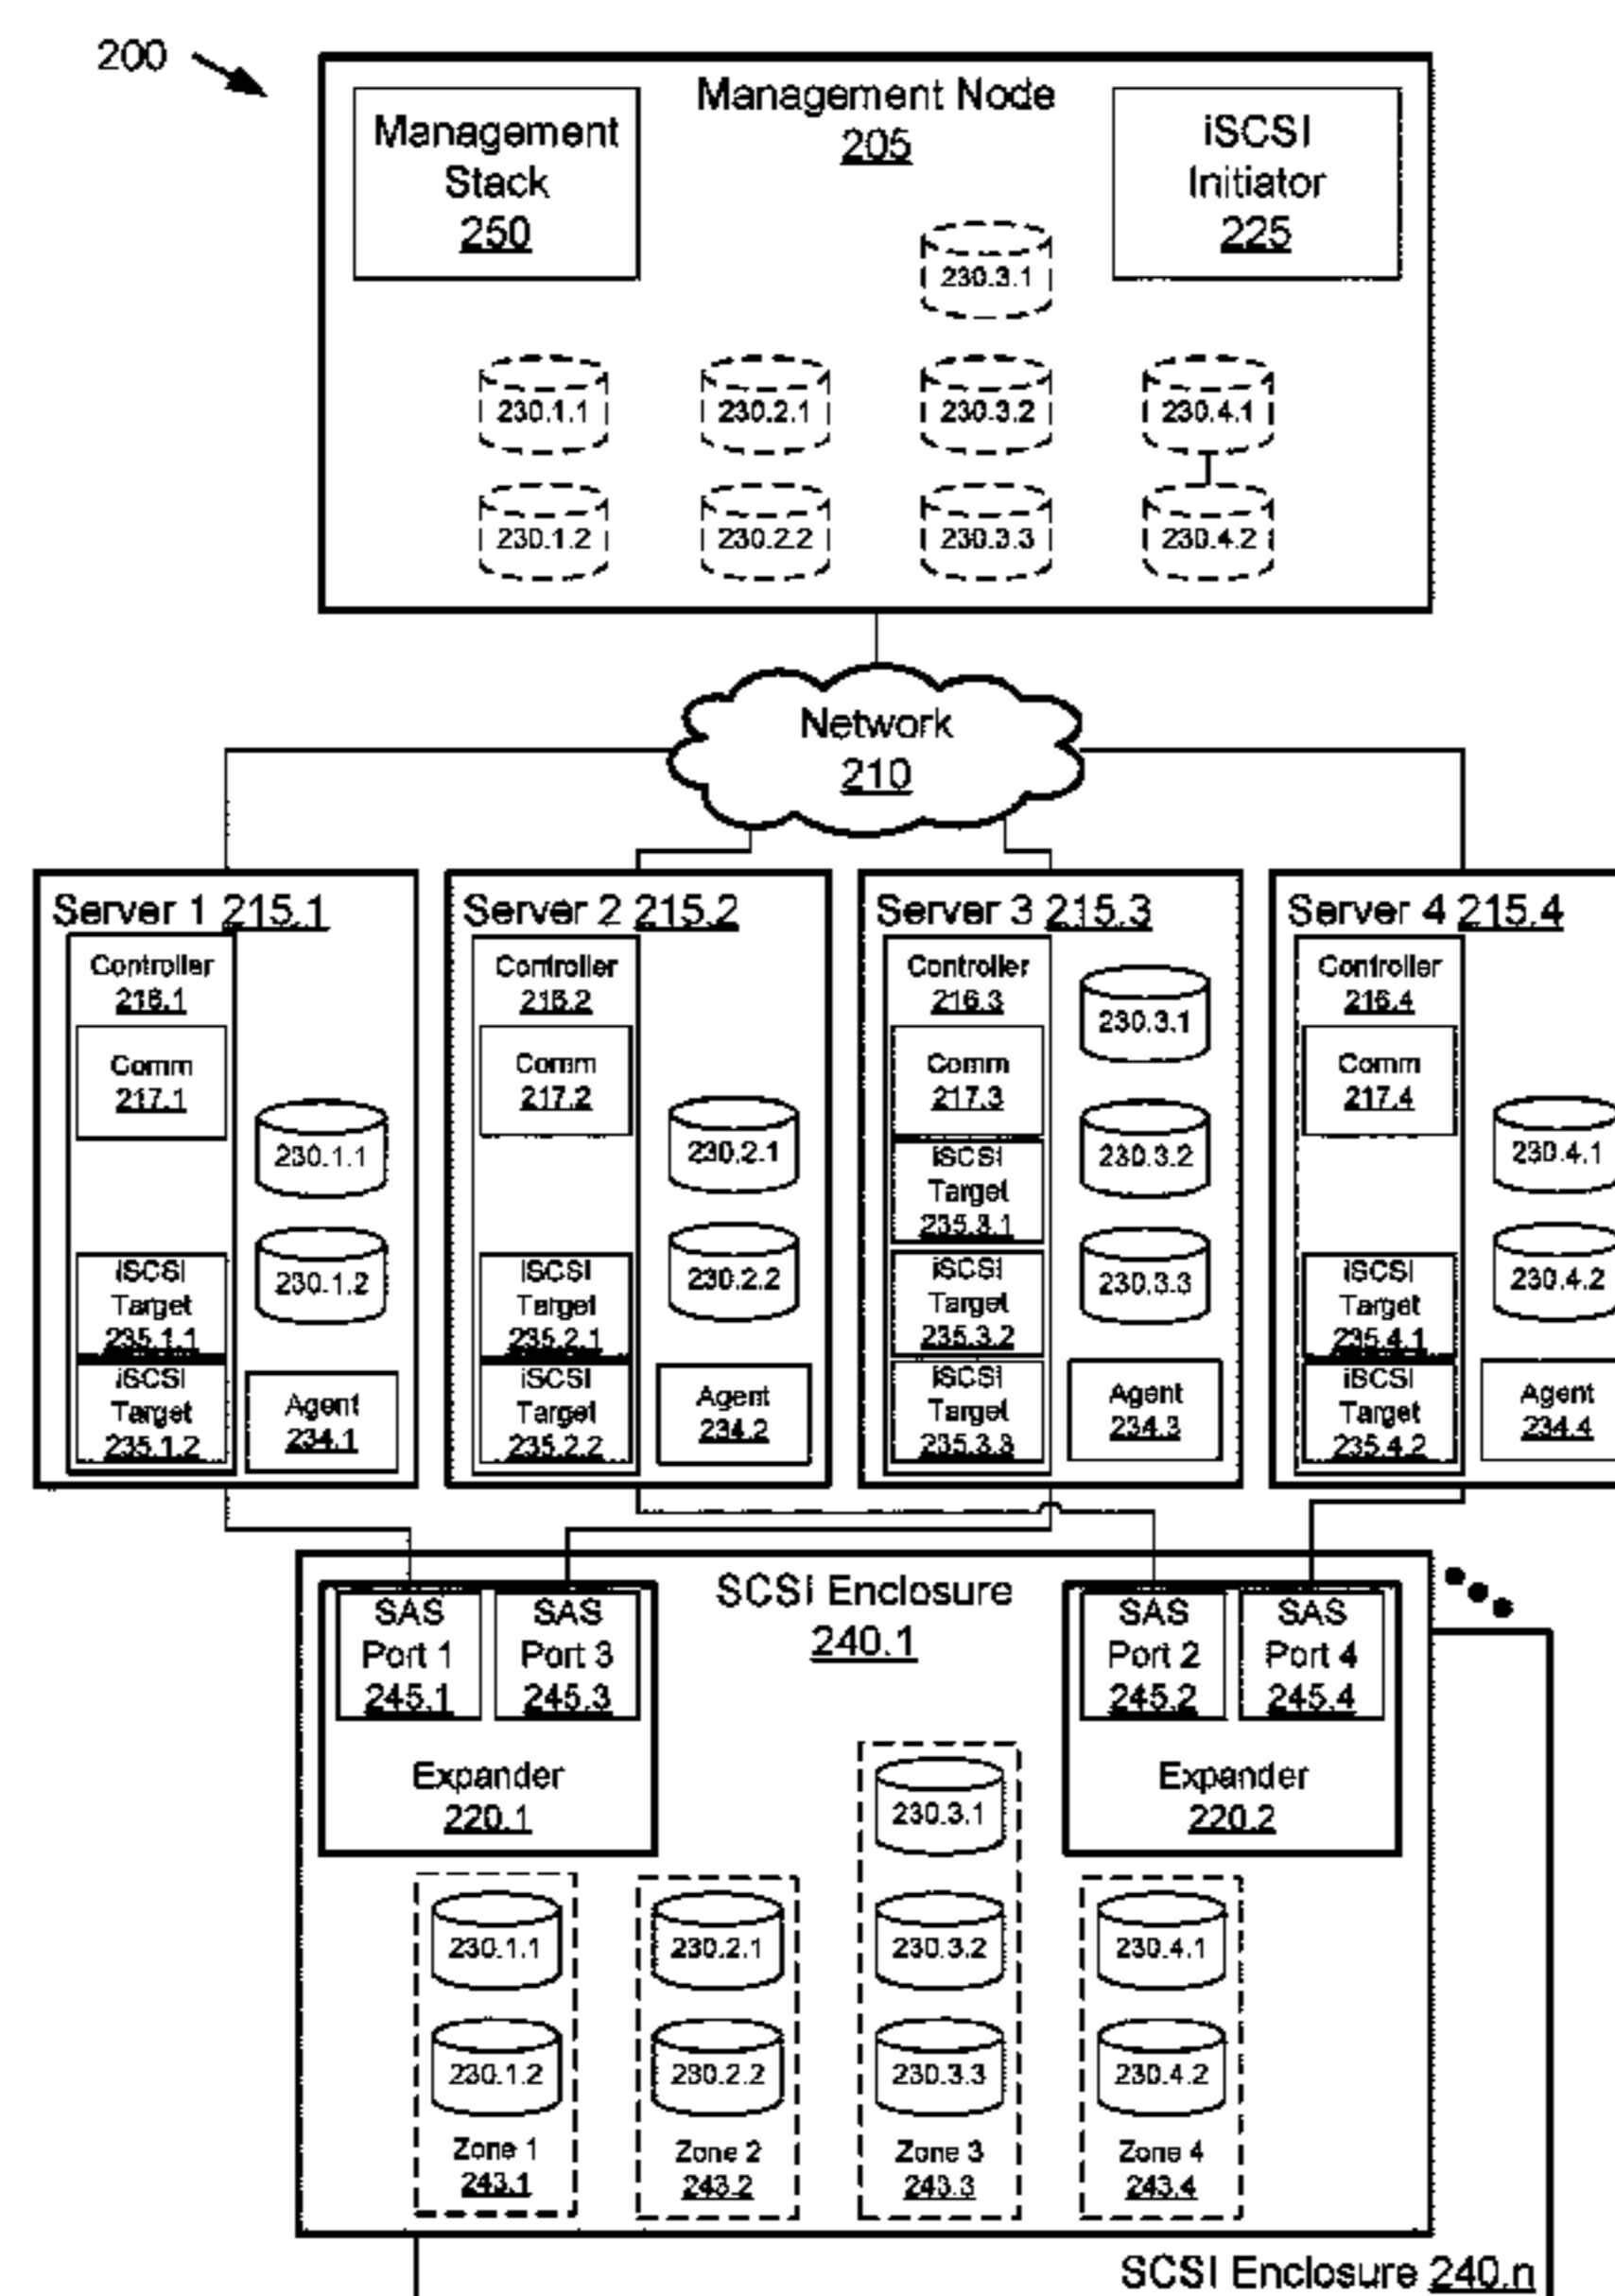 200
Management Node
205
Management
Stack
250
iSCSI
Initiator
225
230.3.1
230.1.1
230.2.1
230.3.2
230.4.1
230.1.2
230.2.2
230.3.3
230.4.2
Network
210
Server 1 215.1
Controller
216.1
Comm
217.1
230.1.1
230.1.2
iSCSI
Target
235.1.1
iSCSI
Target
235.1.2
Agent
234.1
Server 2 215.2
Controller
216.2
Comm
217.2
230.2.1
230.2.2
iSCSI
Target
235.2.1
iSCSI
Target
235.2.2
Agent
234.2
Server 3 215.3
Controller
216.3
Comm
217.3
230.3.1
230.3.2
230.3.3
iSCSI
Target
235.3.1
iSCSI
Target
235.3.2
iSCSI
Target
235.3.3
Agent
234.3
Server 4 215.4
Controller
216.4
Comm
217.4
230.4.1
230.4.2
iSCSI
Target
235.4.1
iSCSI
Target
235.4.2
Agent
234.4
SCSI Enclosure
240.1
SAS
Port 1
245.1
SAS
Port 3
245.3
Expander
220.1
SAS
Port 2
245.2
SAS
Port 4
245.4
Expander
220.2
230.1.1
230.1.2
Zone 1
243.1
230.2.1
230.2.2
Zone 2
243.2
230.3.1
230.3.2
230.3.3
Zone 3
243.3
230.4.1
230.4.2
Zone 4
243.4
SCSI Enclosure 240.n